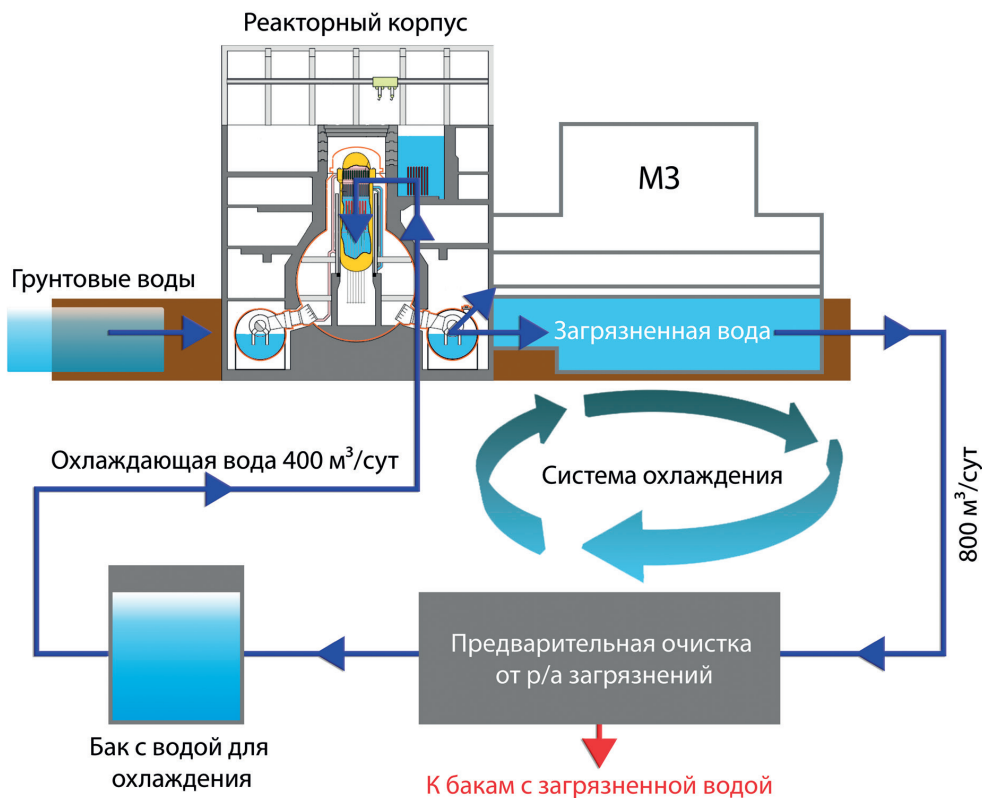 Реакторный корпус
МЗ
Грунтовые воды
Загрязненная вода
Охлаждающая вода 400 м³/сут
Система охлаждения
800 м³/сут
Предварительная очистка
от р/а загрязнений
Бак с водой для
охлаждения
К бакам с загрязненной водой